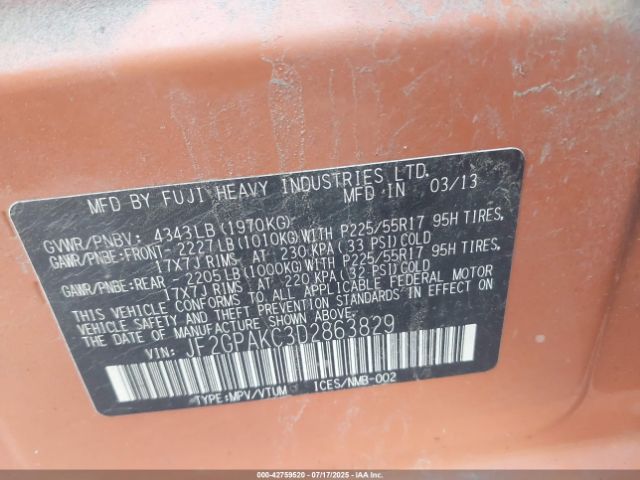 MFD BY FUJI HEAVY INDUSTRIES LTD.
MFD IN 03/13
GVWR/PNBV: 4343LB(1970KG)
GAWR/PNBE:FRONT-2227LB(1010KG)WITH P225/55R17 95H TIRES,
17X7J RIMS, AT 230 KPA(33 PSI)COLD
GAWR/PNBE:REAR -2205LB(1000KG)WITH P225/55R17 95H TIRES,
17X7J RIMS, AT 220 KPA(32 PSI)COLD
THIS VEHICLE CONFORMS TO ALL APPLICABLE FEDERAL MOTOR
VEHICLE SAFETY AND THEFT PREVENTION STANDARDS IN EFFECT ON
THE DATE OF MANUFACTURE SHOWN ABOVE.
VIN: JF2GPAKC3D2863829
TYPE:MPV/VTUM ICES/NMB-002
000-42759520 - 07/17/2025 - IAAI.COM